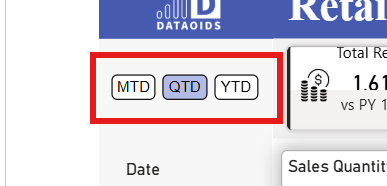 DATAOIDS
Retai
MTD QTD YTD
Total Re
1.61
vs PY 1
Date
Sales Quantit